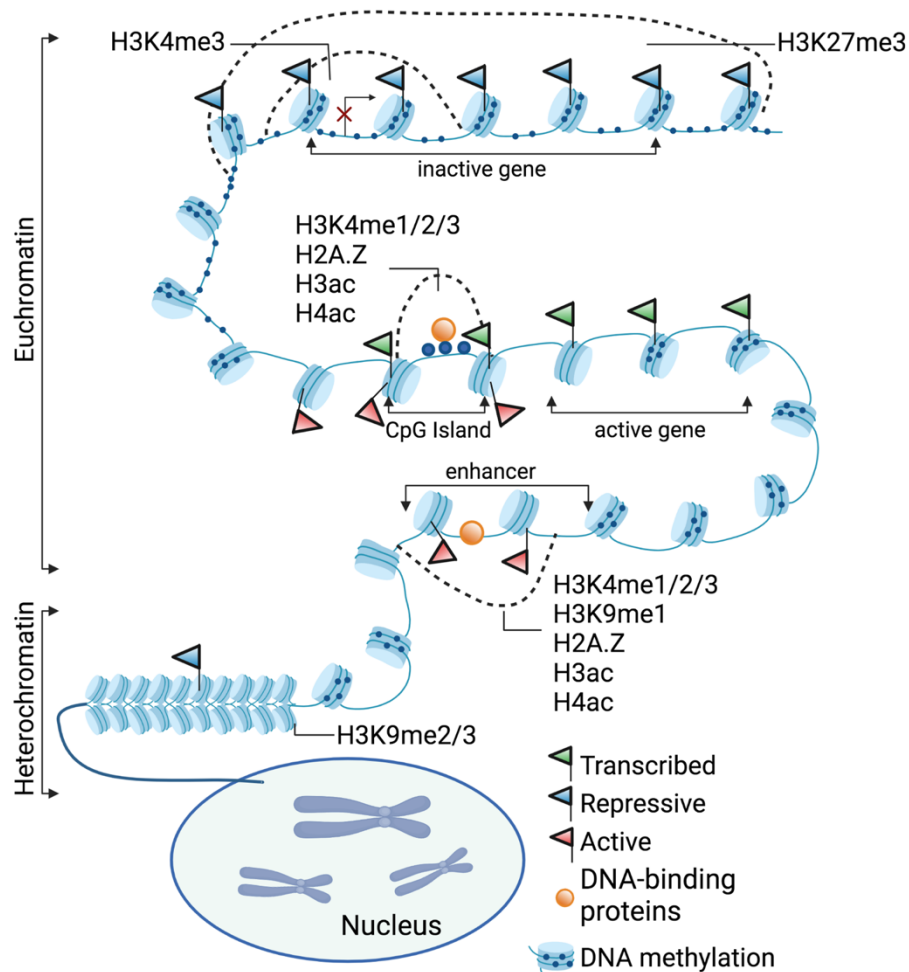 H3K4me3
H3K27me3
inactive gene
Euchromatin
H3K4me1/2/3
H2A.Z
H3ac
H4ac
CpG Island
active gene
enhancer
H3K4me1/2/3
H3K9me1
H2A.Z
H3ac
H4ac
Heterochromatin
H3K9me2/3
Nucleus
Transcribed
Repressive
Active
DNA-binding
proteins
DNA methylation